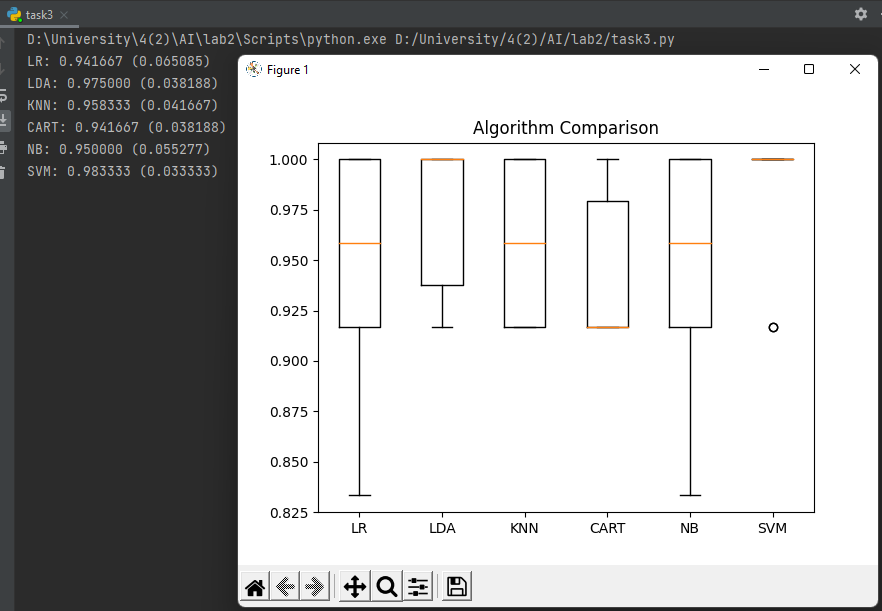 task3
D:\University\4(2)\AI\lab2\Scripts\python.exe D:/University/4(2)/AI/lab2/task3.py
LR: 0.941667 (0.065085)
LDA: 0.975000 (0.038188)
KNN: 0.958333 (0.041667)
CART: 0.941667 (0.038188)
NB: 0.950000 (0.055277)
SVM: 0.983333 (0.033333)
Figure 1
Algorithm Comparison
1.000
0.975
0.950
0.925
0.900
0.875
0.850
0.825
LR LDA KNN CART NB SVM